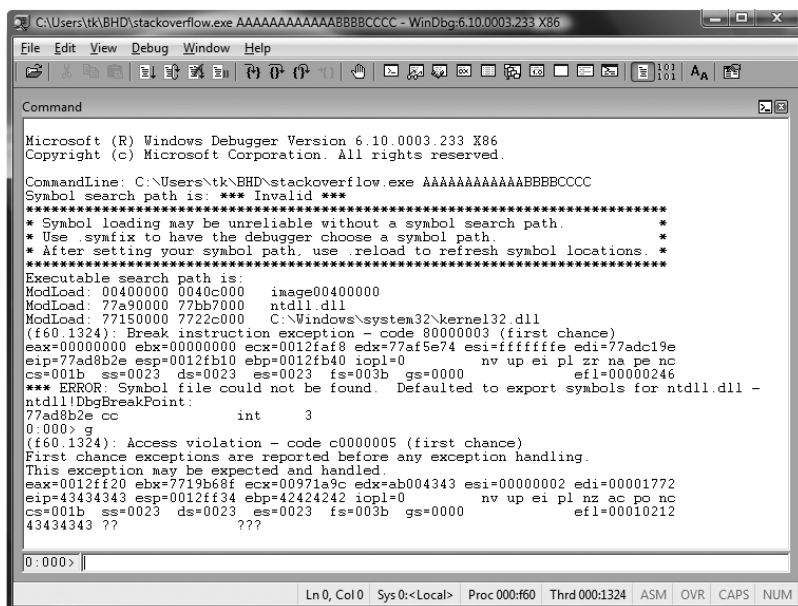 C:\Users\tk\BHD\stackoverflow.exe AAAAAAAAAAAABBBBCCCC - WinDbg:6.10.0003.233 X86
File Edit View Debug Window Help
Command
Microsoft (R) Windows Debugger Version 6.10.0003.233 X86
Copyright (c) Microsoft Corporation. All rights reserved.
CommandLine: C:\Users\tk\BHD\stackoverflow.exe AAAAAAAAAAAABBBBCCCC
Symbol search path is: *** Invalid ***
****************************************************************************
* Symbol loading may be unreliable without a symbol search path.           *
* Use .symfix to have the debugger choose a symbol path.                   *
* After setting your symbol path, use .reload to refresh symbol locations. *
****************************************************************************
Executable search path is:
ModLoad: 00400000 0040c000   image00400000
ModLoad: 77a90000 77bb7000   ntdll.dll
ModLoad: 77150000 7722c000   C:\Windows\system32\kernel32.dll
(f60.1324): Break instruction exception - code 80000003 (first chance)
eax=00000000 ebx=00000000 ecx=0012faf8 edx=77af5e74 esi=fffffffe edi=77adc19e
eip=77ad8b2e esp=0012fb10 ebp=0012fb40 iopl=0         nv up ei pl zr na pe nc
cs=001b  ss=0023  ds=0023  es=0023  fs=003b  gs=0000             efl=00000246
*** ERROR: Symbol file could not be found.  Defaulted to export symbols for ntdll.dll -
ntdll!DbgBreakPoint:
77ad8b2e cc              int     3
0:000> g
(f60.1324): Access violation - code c0000005 (first chance)
First chance exceptions are reported before any exception handling.
This exception may be expected and handled.
eax=0012ff20 ebx=7719b68f ecx=00971a9c edx=ab004343 esi=00000002 edi=00001772
eip=43434343 esp=0012ff34 ebp=42424242 iopl=0         nv up ei pl nz ac po nc
cs=001b  ss=0023  ds=0023  es=0023  fs=003b  gs=0000             efl=00010212
43434343 ??              ???
0:000>
Ln 0, Col 0 Sys 0:<Local> Proc 000:f60 Thrd 000:1324 ASM OVR CAPS NUM